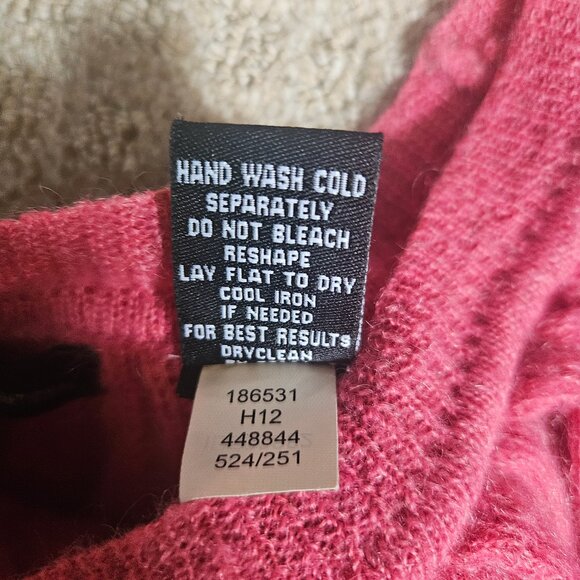 HAND WASH COLD
SEPARATELY
DO NOT BLEACH
RESHAPE
LAY FLAT TO DRY
COOL IRON
IF NEEDED
FOR BEST RESULTS
DRYCLEAN
186531
H12
448844
524/251